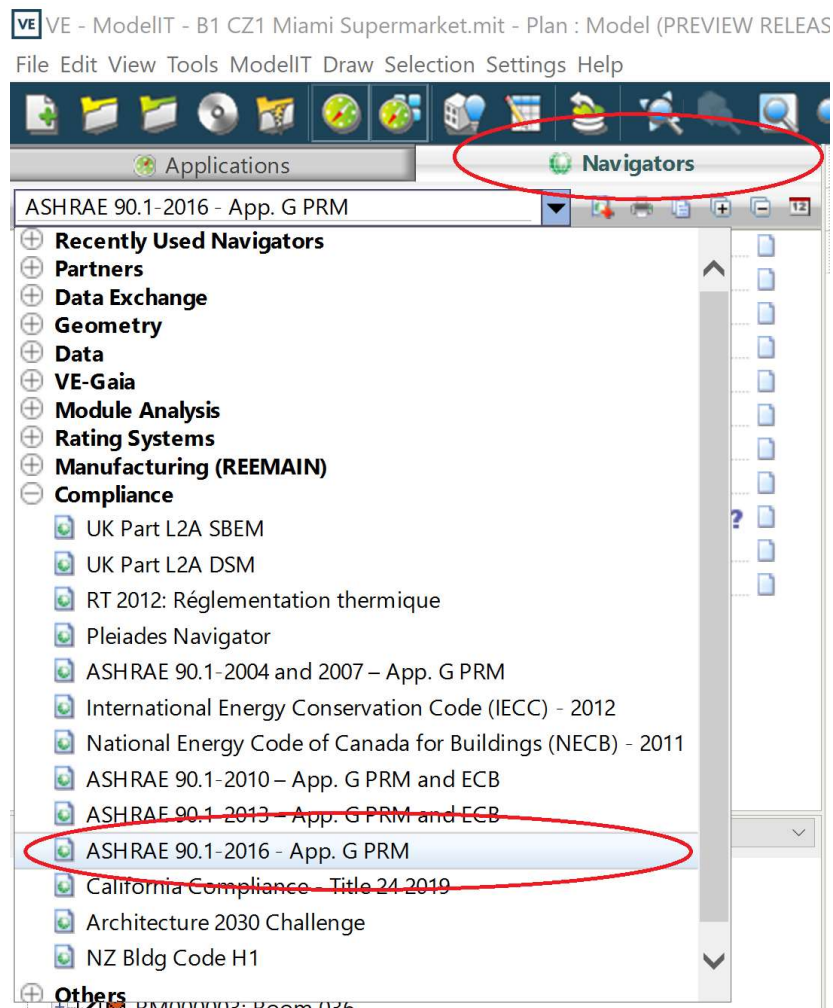 VE VE - ModelIT - B1 CZ1 Miami Supermarket.mit - Plan : Model (PREVIEW RELEAS
File Edit View Tools ModelIT Draw Selection Settings Help
Applications Navigators
ASHRAE 90.1-2016 - App. G PRM 12
Recently Used Navigators
Partners
Data Exchange
Geometry
Data
VE-Gaia
Module Analysis
Rating Systems
Manufacturing (REEMAIN)
Compliance
UK Part L2A SBEM
?
UK Part L2A DSM
RT 2012: Réglementation thermique
Pleiades Navigator
ASHRAE 90.1-2004 and 2007 – App. G PRM
International Energy Conservation Code (IECC) - 2012
National Energy Code of Canada for Buildings (NECB) - 2011
ASHRAE 90.1-2010 – App. G PRM and ECB
ASHRAE 90.1-2013 – App. G PRM and ECB
ASHRAE 90.1-2016 - App. G PRM
California Compliance - Title 24 2019
Architecture 2030 Challenge
NZ Bldg Code H1
Others
RM000003: Room 036